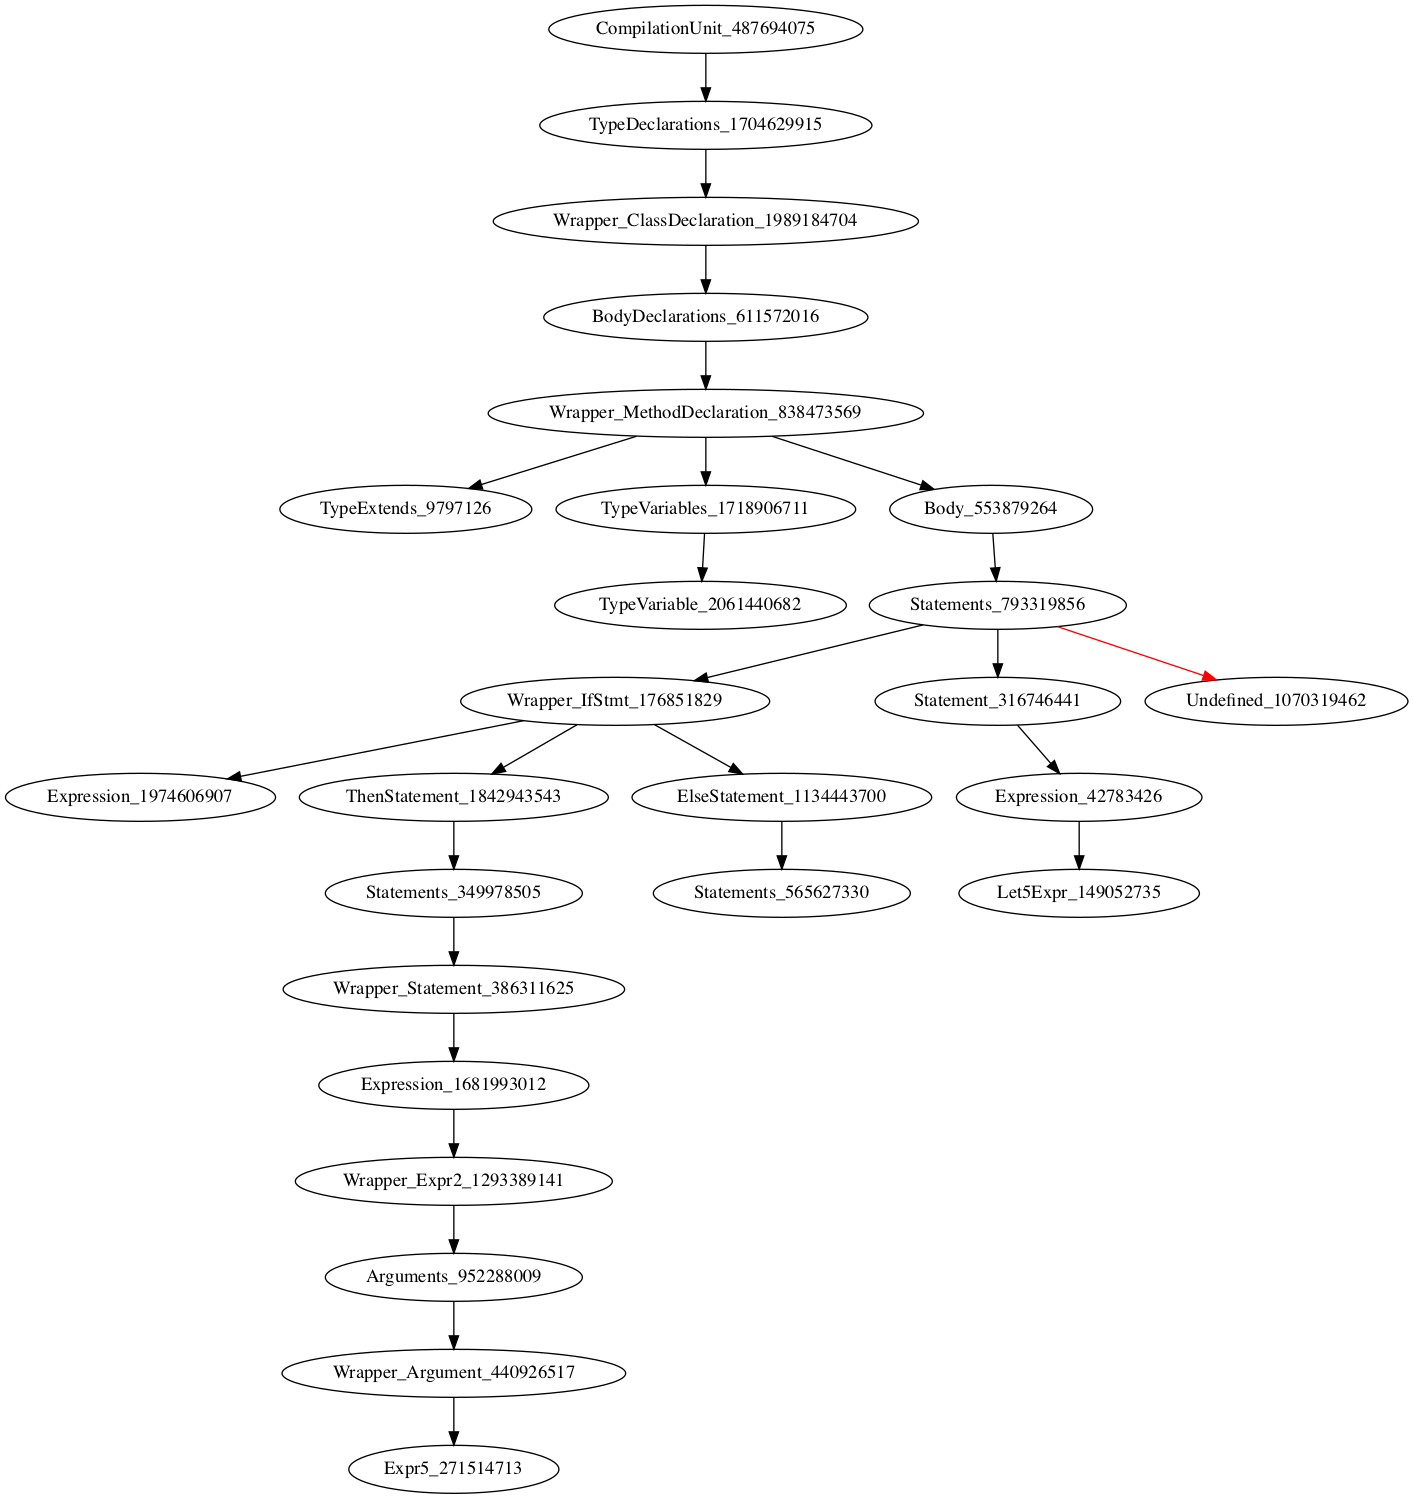 CompilationUnit_487694075
TypeDeclarations_1704629915
Wrapper_ClassDeclaration_1989184704
BodyDeclarations_611572016
Wrapper_MethodDeclaration_838473569
TypeExtends_9797126
TypeVariables_1718906711
Body_553879264
TypeVariable_2061440682
Statements_793319856
Wrapper_IfStmt_176851829
Statement_316746441
Undefined_1070319462
Expression_1974606907
ThenStatement_1842943543
ElseStatement_1134443700
Expression_42783426
Statements_349978505
Statements_565627330
Let5Expr_149052735
Wrapper_Statement_386311625
Expression_1681993012
Wrapper_Expr2_1293389141
Arguments_952288009
Wrapper_Argument_440926517
Expr5_271514713